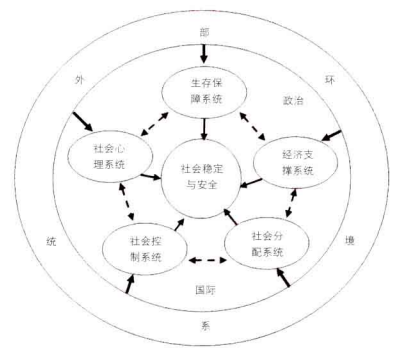 部
外
环
生存保
障系统
政治
社会心
理系统
社会稳定
与安全
经济支
撑系统
社会控
制系统
社会分
配系统
统
境
国际
系